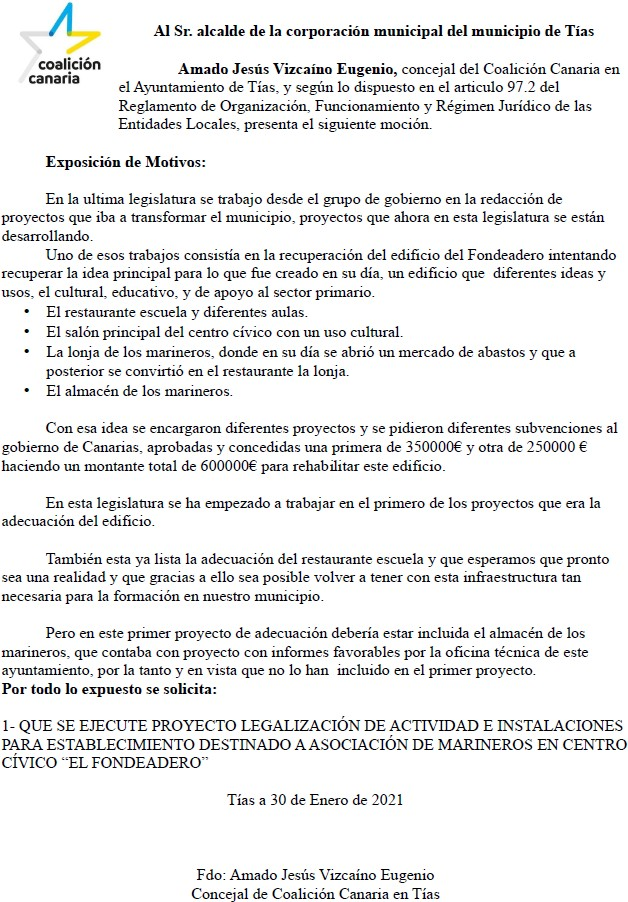 coalición
canaria
Al Sr. alcalde de la corporación municipal del municipio de Tías
Amado Jesús Vizcaíno Eugenio, concejal del Coalición Canaria en
el Ayuntamiento de Tías, y según lo dispuesto en el articulo 97.2 del
Reglamento de Organización, Funcionamiento y Régimen Jurídico de las
Entidades Locales, presenta el siguiente moción.
Exposición de Motivos:
En la ultima legislatura se trabajo desde el grupo de gobierno en la redacción de
proyectos que iba a transformar el municipio, proyectos que ahora en esta legislatura se están
desarrollando.
Uno de esos trabajos consistía en la recuperación del edificio del Fondeadero intentando
recuperar la idea principal para lo que fue creado en su día, un edificio que diferentes ideas y
usos, el cultural, educativo, y de apoyo al sector primario.
• El restaurante escuela y diferentes aulas.
• El salón principal del centro cívico con un uso cultural.
• La lonja de los marineros, donde en su día se abrió un mercado de abastos y que a
posterior se convirtió en el restaurante la lonja.
• El almacén de los marineros.
Con esa idea se encargaron diferentes proyectos y se pidieron diferentes subvenciones al
gobierno de Canarias, aprobadas y concedidas una primera de 350000€ y otra de 250000 €
haciendo un montante total de 600000€ para rehabilitar este edificio.
En esta legislatura se ha empezado a trabajar en el primero de los proyectos que era la
adecuación del edificio.
También esta ya lista la adecuación del restaurante escuela y que esperamos que pronto
sea una realidad y que gracias a ello sea posible volver a tener con esta infraestructura tan
necesaria para la formación en nuestro municipio.
Pero en este primer proyecto de adecuación debería estar incluida el almacén de los
marineros, que contaba con proyecto con informes favorables por la oficina técnica de este
ayuntamiento, por la tanto y en vista que no lo han incluido en el primer proyecto.
Por todo lo expuesto se solicita:
1- QUE SE EJECUTE PROYECTO LEGALIZACIÓN DE ACTIVIDAD E INSTALACIONES
PARA ESTABLECIMIENTO DESTINADO A ASOCIACIÓN DE MARINEROS EN CENTRO
CÍVICO “EL FONDEADERO”
Tías a 30 de Enero de 2021
Fdo: Amado Jesús Vizcaíno Eugenio
Concejal de Coalición Canaria en Tías